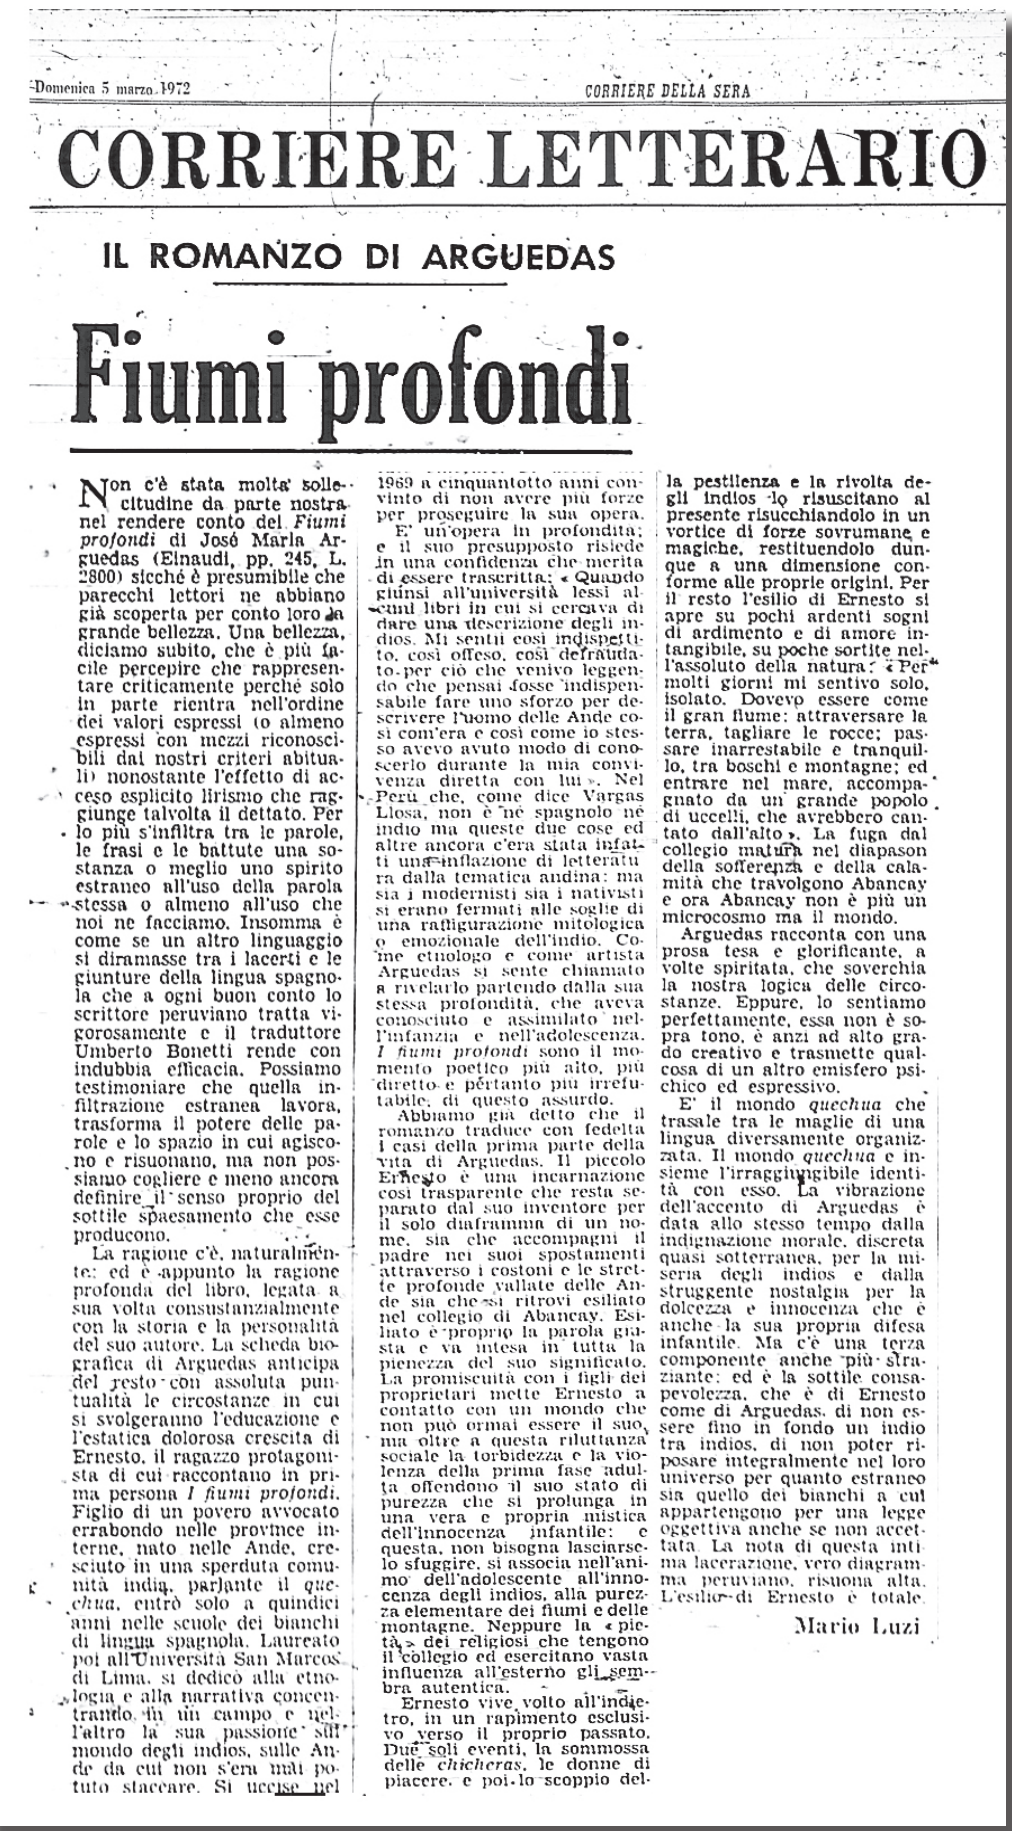 Domenica 5 marzo 1972
CORRIERE DELLA SERA
CORRIERE LETTERARIO
IL ROMANZO DI ARGUEDAS
Fiumi profondi
Non c'è stata molta solle-
citudine da parte nostra
nel rendere conto dei Fiumi
profondi di José Maria Ar-
guedas (Einaudi, pp. 245, L.
2800) sicché è presumibile che
parecchi lettori ne abbiano
già scoperta per conto loro la
grande bellezza. Una bellezza,
diciamo subito, che è più fa-
cile percepire che rappresen-
tare criticamente perché solo
in parte rientra nell'ordine
dei valori espressi (o almeno
espressi con mezzi riconosci-
bili dai nostri criteri abitua-
li) nonostante l'effetto di ac-
ceso esplicito lirismo che rag-
giunge talvolta il dettato. Per
lo più s'infiltra tra le parole,
le frasi e le battute una so-
stanza o meglio uno spirito
estraneo all'uso della parola
stessa o almeno all'uso che
noi ne facciamo. Insomma è
come se un altro linguaggio
si diramasse tra i lacerti e le
giunture della lingua spagno-
la che a ogni buon conto lo
scrittore peruviano tratta vi-
gorosamente e il traduttore
Umberto Bonetti rende con
indubbia efficacia. Possiamo
testimoniare che quella in-
filtrazione estranea lavora,
trasforma il potere delle pa-
role e lo spazio in cui agisco-
no e risuonano, ma non pos-
siamo cogliere e meno ancora
definire il senso proprio del
sottile spaesamento che esse
producono.
La ragione c'è, naturalmen-
te: ed è appunto la ragione
profonda del libro, legata a
sua volta consustanzialmente
con la storia e la personalità
del suo autore. La scheda bio-
grafica di Arguedas anticipa
del resto con assoluta pun-
tualità le circostanze in cui
si svolgeranno l'educazione e
l'estatica dolorosa crescita di
Ernesto, il ragazzo protagoni-
sta di cui raccontano in pri-
ma persona I fiumi profondi.
Figlio di un povero avvocato
errabondo nelle province in-
terne, nato nelle Ande, cre-
sciuto in una sperduta comu-
nità india, parlante il que-
chua, entrò solo a quindici
anni nelle scuole dei bianchi
di lingua spagnola. Laureato
poi all'Università San Marcos
di Lima, si dedicò alla etno-
logia e alla narrativa concen-
trando in un campo e nel-
l'altro la sua passione sul
mondo degli indios, sulle An-
de da cui non s'era mai po-
tuto staccare. Si uccise nel
1969 a cinquantotto anni con-
vinto di non avere più forze
per proseguire la sua opera.
E' un'opera in profondità;
e il suo presupposto risiede
in una confidenza che merita
di essere trascritta: « Quando
giunsi all'università lessi al-
cuni libri in cui si cercava di
dare una descrizione degli in-
dios. Mi sentii così indispetti-
to, così offeso, così defrauda-
to per ciò che venivo leggen-
do che pensai fosse indispen-
sabile fare uno sforzo per de-
scrivere l'uomo delle Ande co-
sì com'era e così come io stes-
so avevo avuto modo di cono-
scerlo durante la mia convi-
venza diretta con lui ». Nel
Perù che, come dice Vargas
Llosa, non è né spagnolo né
indio ma queste due cose ed
altre ancora c'era stata infat-
ti una inflazione di letteratu
ra dalla tematica andina: ma
sia i modernisti sia i nativisti
si erano fermati alle soglie di
una raffigurazione mitologica
o emozionale dell'indio. Co-
me etnologo e come artista
Arguedas si sente chiamato
a rivelarlo partendo dalla sua
stessa profondità, che aveva
conosciuto e assimilato nel-
l'infanzia e nell'adolescenza.
I fiumi profondi sono il mo-
mento poetico più alto, più
diretto e pertanto più irrefu-
tabile, di questo assurdo.
Abbiamo già detto che il
romanzo traduce con fedeltà
i casi della prima parte della
vita di Arguedas. Il piccolo
Ernesto è una incarnazione
così trasparente che resta se-
parato dal suo inventore per
il solo diaframma di un no-
me, sia che accompagni il
padre nei suoi spostamenti
attraverso i costoni e le stret-
te profonde vallate delle An-
de sia che si ritrovi esiliato
nel collegio di Abancay. Esi-
liato è proprio la parola giu-
sta e va intesa in tutta la
pienezza del suo significato.
La promiscuità con i figli dei
proprietari mette Ernesto a
contatto con un mondo che
non può ormai essere il suo,
ma oltre a questa riluttanza
sociale la torbidezza e la vio-
lenza della prima fase adul-
ta offendono il suo stato di
purezza che si prolunga in
una vera e propria mistica
dell'innocenza infantile: e
questa, non bisogna lasciarse-
lo sfuggire, si associa nell'ani-
mo dell'adolescente all'inno-
cenza degli indios, alla purez-
za elementare dei fiumi e delle
montagne. Neppure la « pie-
tà » dei religiosi che tengono
il collegio ed esercitano vasta
influenza all'esterno gli sem-
bra autentica.
Ernesto vive volto all'indie-
tro, in un rapimento esclusi-
vo verso il proprio passato.
Due soli eventi, la sommossa
delle chicheras, le donne di
piacere, e poi lo scoppio del-
la pestilenza e la rivolta de-
gli indios lo risuscitano al
presente risucchiandolo in un
vortice di forze sovrumane e
magiche, restituendolo dun-
que a una dimensione con-
forme alle proprie origini. Per
il resto l'esilio di Ernesto si
apre su pochi ardenti sogni
di ardimento e di amore in-
tangibile, su poche sortite nel-
l'assoluto della natura: « Per
molti giorni mi sentivo solo,
isolato. Dovevo essere come
il gran fiume: attraversare la
terra, tagliare le rocce; pas-
sare inarrestabile e tranquil-
lo, tra boschi e montagne; ed
entrare nel mare, accompa-
gnato da un grande popolo
di uccelli, che avrebbero can-
tato dall'alto ». La fuga dal
collegio matura nel diapason
della sofferenza e della cala-
mità che travolgono Abancay
e ora Abancay non è più un
microcosmo ma il mondo.
Arguedas racconta con una
prosa tesa e glorificante, a
volte spiritata, che soverchia
la nostra logica delle circo-
stanze. Eppure, lo sentiamo
perfettamente, essa non è so-
pra tono, è anzi ad alto gra-
do creativo e trasmette qual-
cosa di un altro emisfero psi-
chico ed espressivo.
E' il mondo quechua che
trasale tra le maglie di una
lingua diversamente organiz-
zata. Il mondo quechua e in-
sieme l'irraggiungibile identi-
tà con esso. La vibrazione
dell'accento di Arguedas è
data allo stesso tempo dalla
indignazione morale, discreta
quasi sotterranea, per la mi-
seria degli indios e dalla
struggente nostalgia per la
dolcezza e innocenza che è
anche la sua propria difesa
infantile. Ma c'è una terza
componente anche più stra-
ziante: ed è la sottile consa-
pevolezza, che è di Ernesto
come di Arguedas, di non es-
sere fino in fondo un indio
tra indios, di non poter ri-
posare integralmente nel loro
universo per quanto estraneo
sia quello dei bianchi a cui
appartengono per una legge
oggettiva anche se non accet-
tata. La nota di questa inti
ma lacerazione, vero diagram-
ma peruviano, risuona alta.
L'esilio di Ernesto è totale.
Mario Luzi